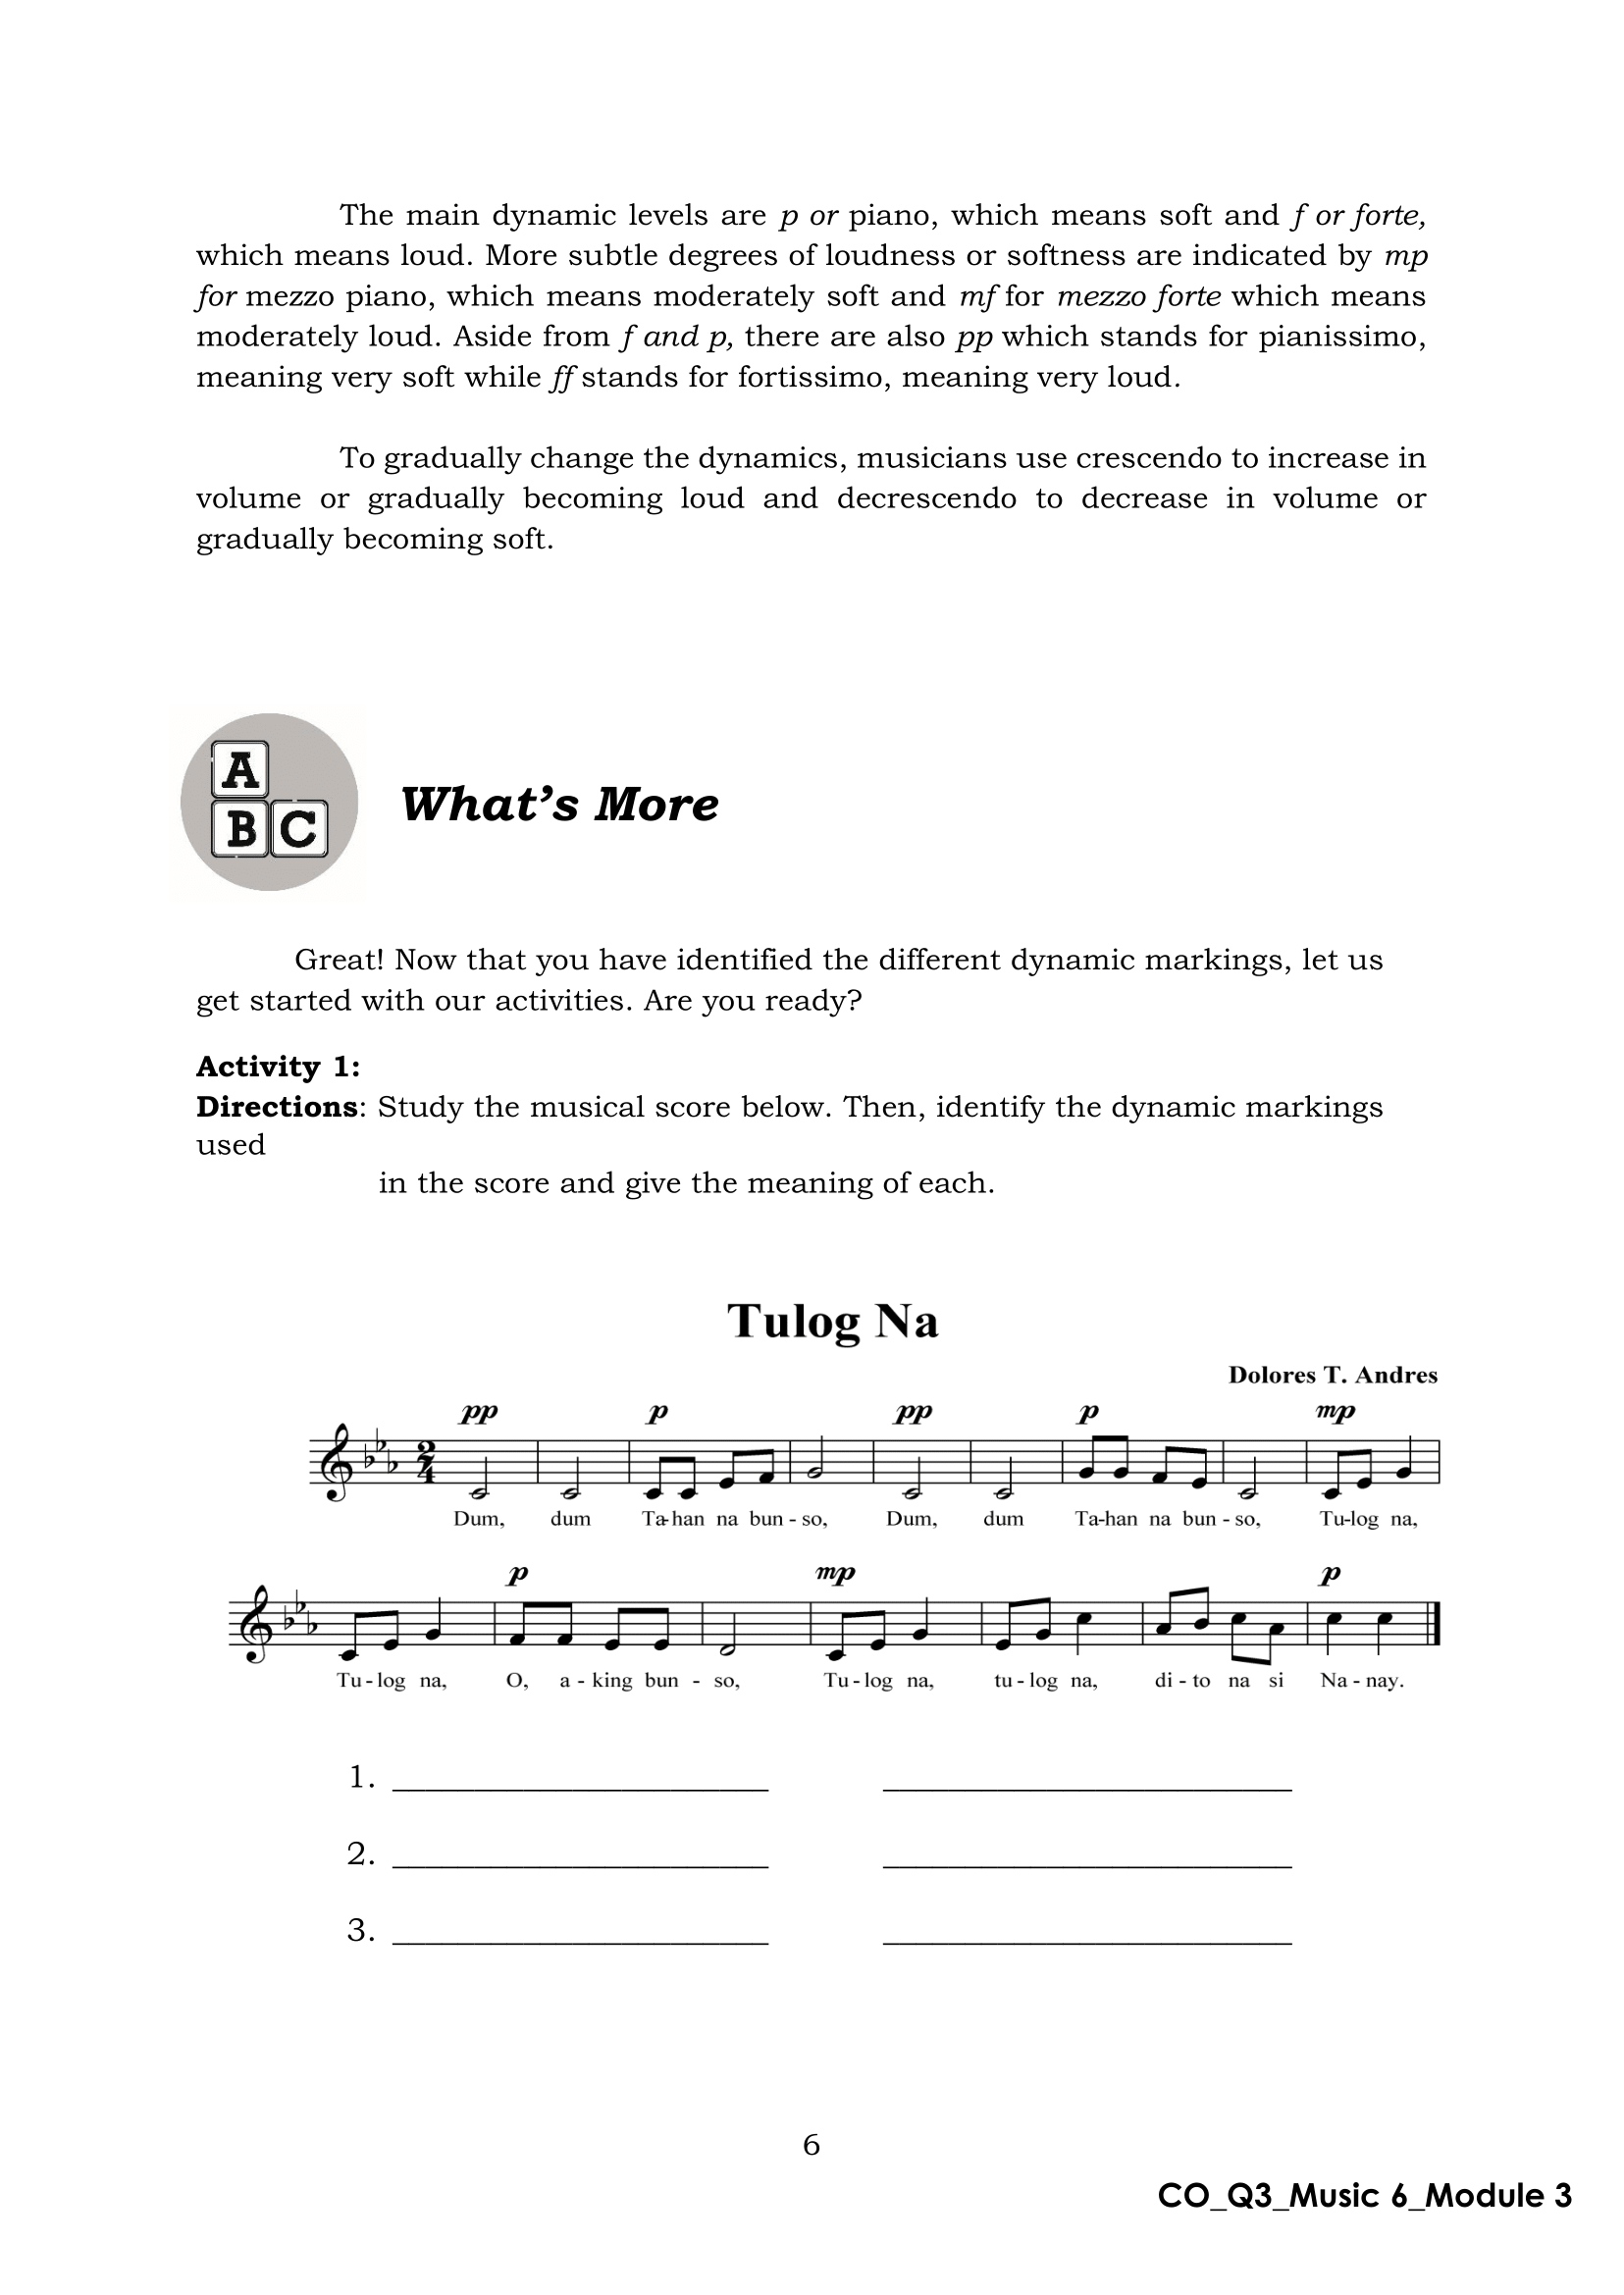 The main dynamic levels are p or piano, which means soft and f or forte,
which means loud. More subtle degrees of loudness or softness are indicated by mp
for mezzo piano, which means moderately soft and mf for mezzo forte which means
moderately loud. Aside from f and p, there are also pp which stands for pianissimo,
meaning very soft while ff stands for fortissimo, meaning very loud.
To gradually change the dynamics, musicians use crescendo to increase in
volume or gradually becoming loud and decrescendo to decrease in volume or
gradually becoming soft.
A
B C
What's More
Great! Now that you have identified the different dynamic markings, let us
get started with our activities. Are you ready?
Activity 1:
Directions: Study the musical score below. Then, identify the dynamic markings
used
in the score and give the meaning of each.
Tulog Na
Dolores T. Andres
pp p pp p mp
2
4
Dum, dum Ta-han na bun - so, Dum, dum Ta-han na bun - so, Tu-log na,
p mp p
Tu - log na, O, a - king bun - so, Tu - log na, tu - log na, di - to na si Na - nay.
1. _______________________ _________________________
2. _______________________ _________________________
3. _______________________ _________________________
6
CO_Q3_Music 6_Module 3